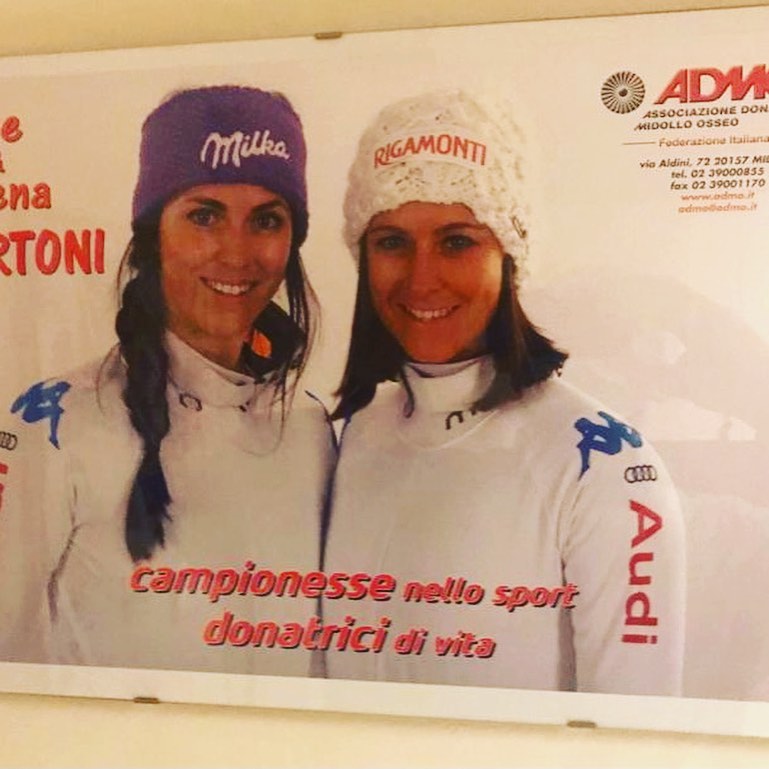 e
ena
RTONI
Milka
RIGAMONTI
ADMO
ASSOCIAZIONE DON
MIDOLLO OSSEO
Federazione Italiana
via Aldini, 72 20157 MIL
tel. 02 39000855
fax 02 39001170
www.admo.it
admo@admo.it
Audi
campionesse nello sport
donatrici di vita